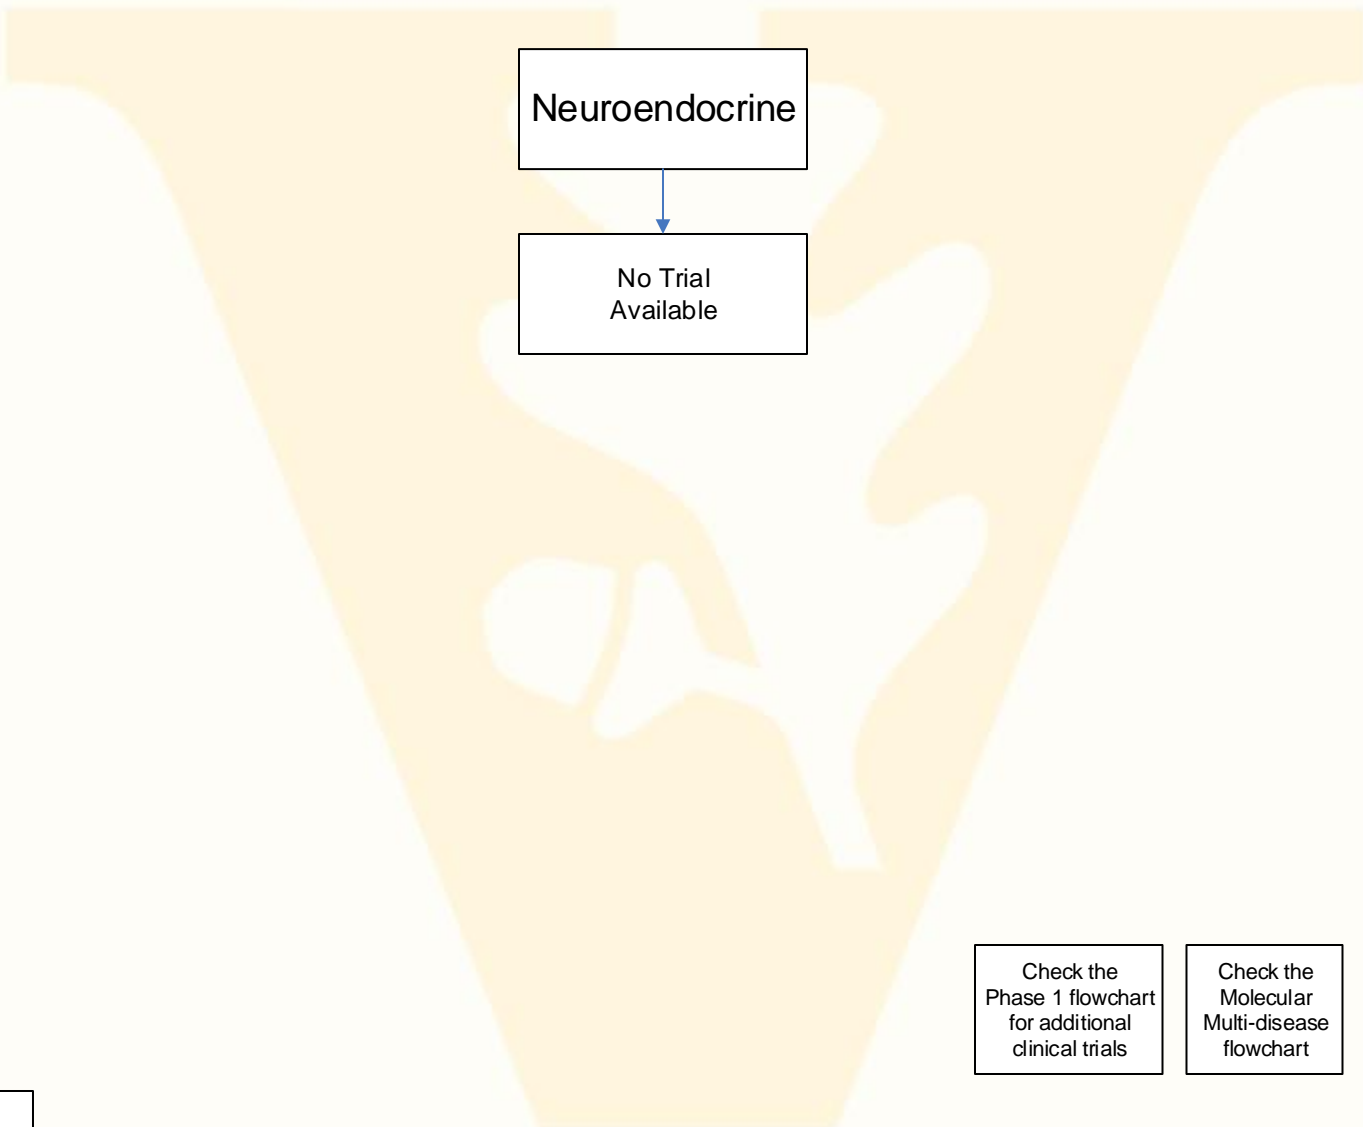 Neuroendocrine
No Trial
Available
Check the
Phase 1 flowchart
for additional
clinical trials
Check the
Molecular
Multi-disease
flowchart